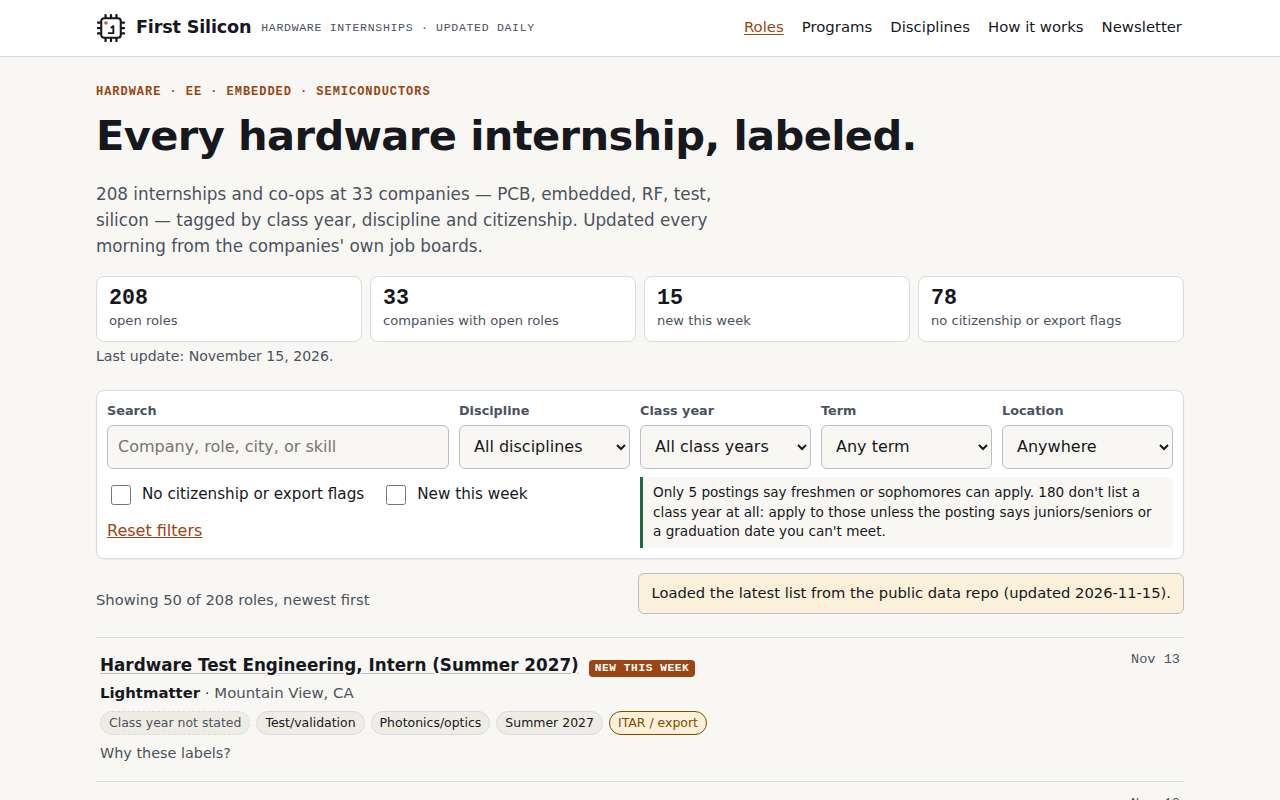 First Silicon HARDWARE INTERNSHIPS · UPDATED DAILY
Roles Programs Disciplines How it works Newsletter
HARDWARE · EE · EMBEDDED · SEMICONDUCTORS
Every hardware internship, labeled.
208 internships and co-ops at 33 companies — PCB, embedded, RF, test,
silicon — tagged by class year, discipline and citizenship. Updated every
morning from the companies' own job boards.
208
open roles
33
companies with open roles
15
new this week
78
no citizenship or export flags
Last update: November 15, 2026.
Search Discipline Class year Term Location
Company, role, city, or skill All disciplines All class years Any term Anywhere
No citizenship or export flags New this week
Reset filters
Only 5 postings say freshmen or sophomores can apply. 180 don't list a
class year at all: apply to those unless the posting says juniors/seniors or
a graduation date you can't meet.
Showing 50 of 208 roles, newest first
Loaded the latest list from the public data repo (updated 2026-11-15).
Hardware Test Engineering, Intern (Summer 2027) NEW THIS WEEK
Nov 13
Lightmatter · Mountain View, CA
Class year not stated Test/validation Photonics/optics Summer 2027 ITAR / export
Why these labels?